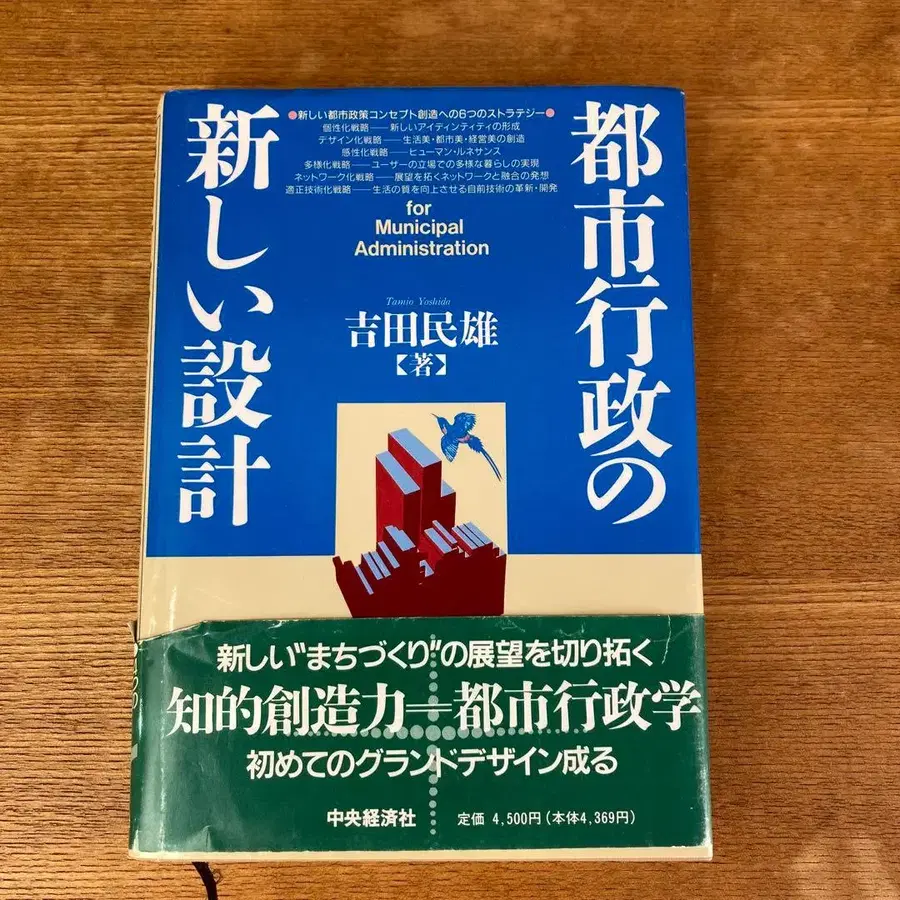 都市行政の
新しい設計
●新しい都市政策コンセプト創造への6つのストラテジー●
個性化戦略――新しいアイディンティティの形成
デザイン化戦略――生活美・都市美・経営美の創造
感性化戦略――ヒューマン・ルネサンス
多様化戦略――ユーザーの立場での多様な暮らしの実現
ネットワーク化戦略――展望を拓くネットワークと融合の発想
適正技術化戦略――生活の質を向上させる自前技術の革新・開発
for
Municipal
Administration
Tamio Yoshida
吉田民雄
【著】
新しい"まちづくり"の展望を切り拓く
知的創造力＝都市行政学
初めてのグランドデザイン成る
中央経済社 定価 4,500円(本体4,369円)